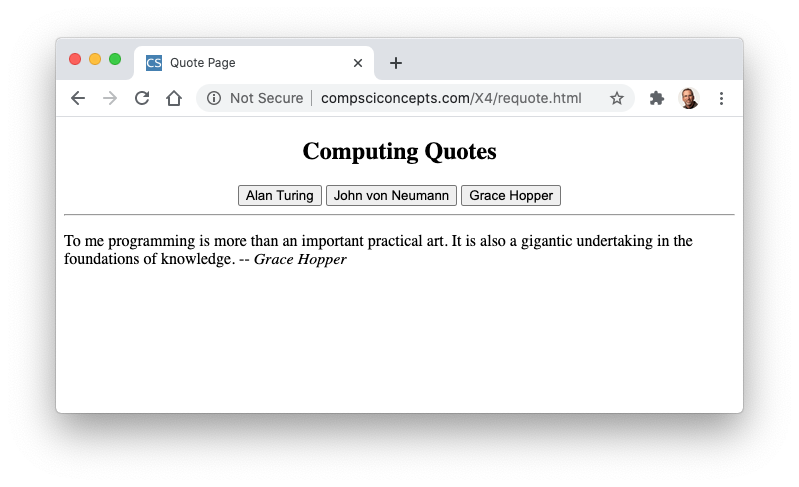 CS Quote Page
Not Secure | compsciconcepts.com/X4/requote.html
Computing Quotes
Alan Turing John von Neumann Grace Hopper
To me programming is more than an important practical art. It is also a gigantic undertaking in the
foundations of knowledge. -- Grace Hopper